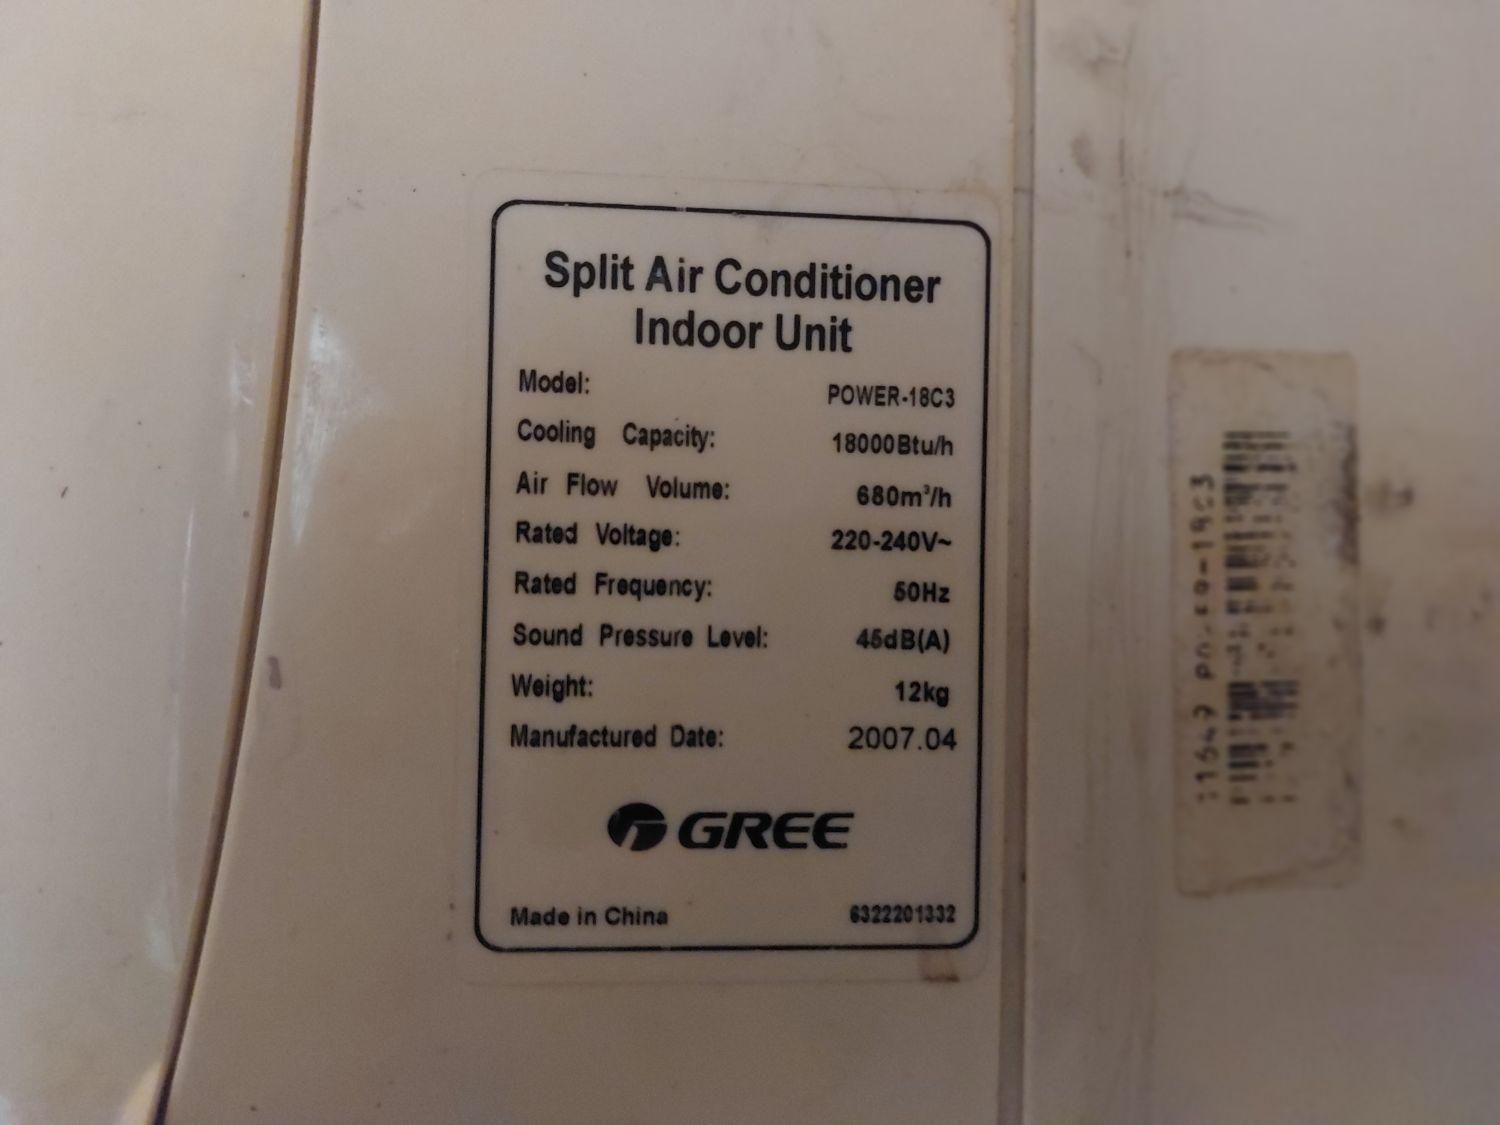 Split Air Conditioner
Indoor Unit
Model: POWER-18C3
Cooling Capacity: 18000Btu/h
Air Flow Volume: 680m³/h
Rated Voltage: 220-240V~
Rated Frequency: 50Hz
Sound Pressure Level: 45dB(A)
Weight: 12kg
Manufactured Date: 2007.04
GREE
Made in China 6322201332